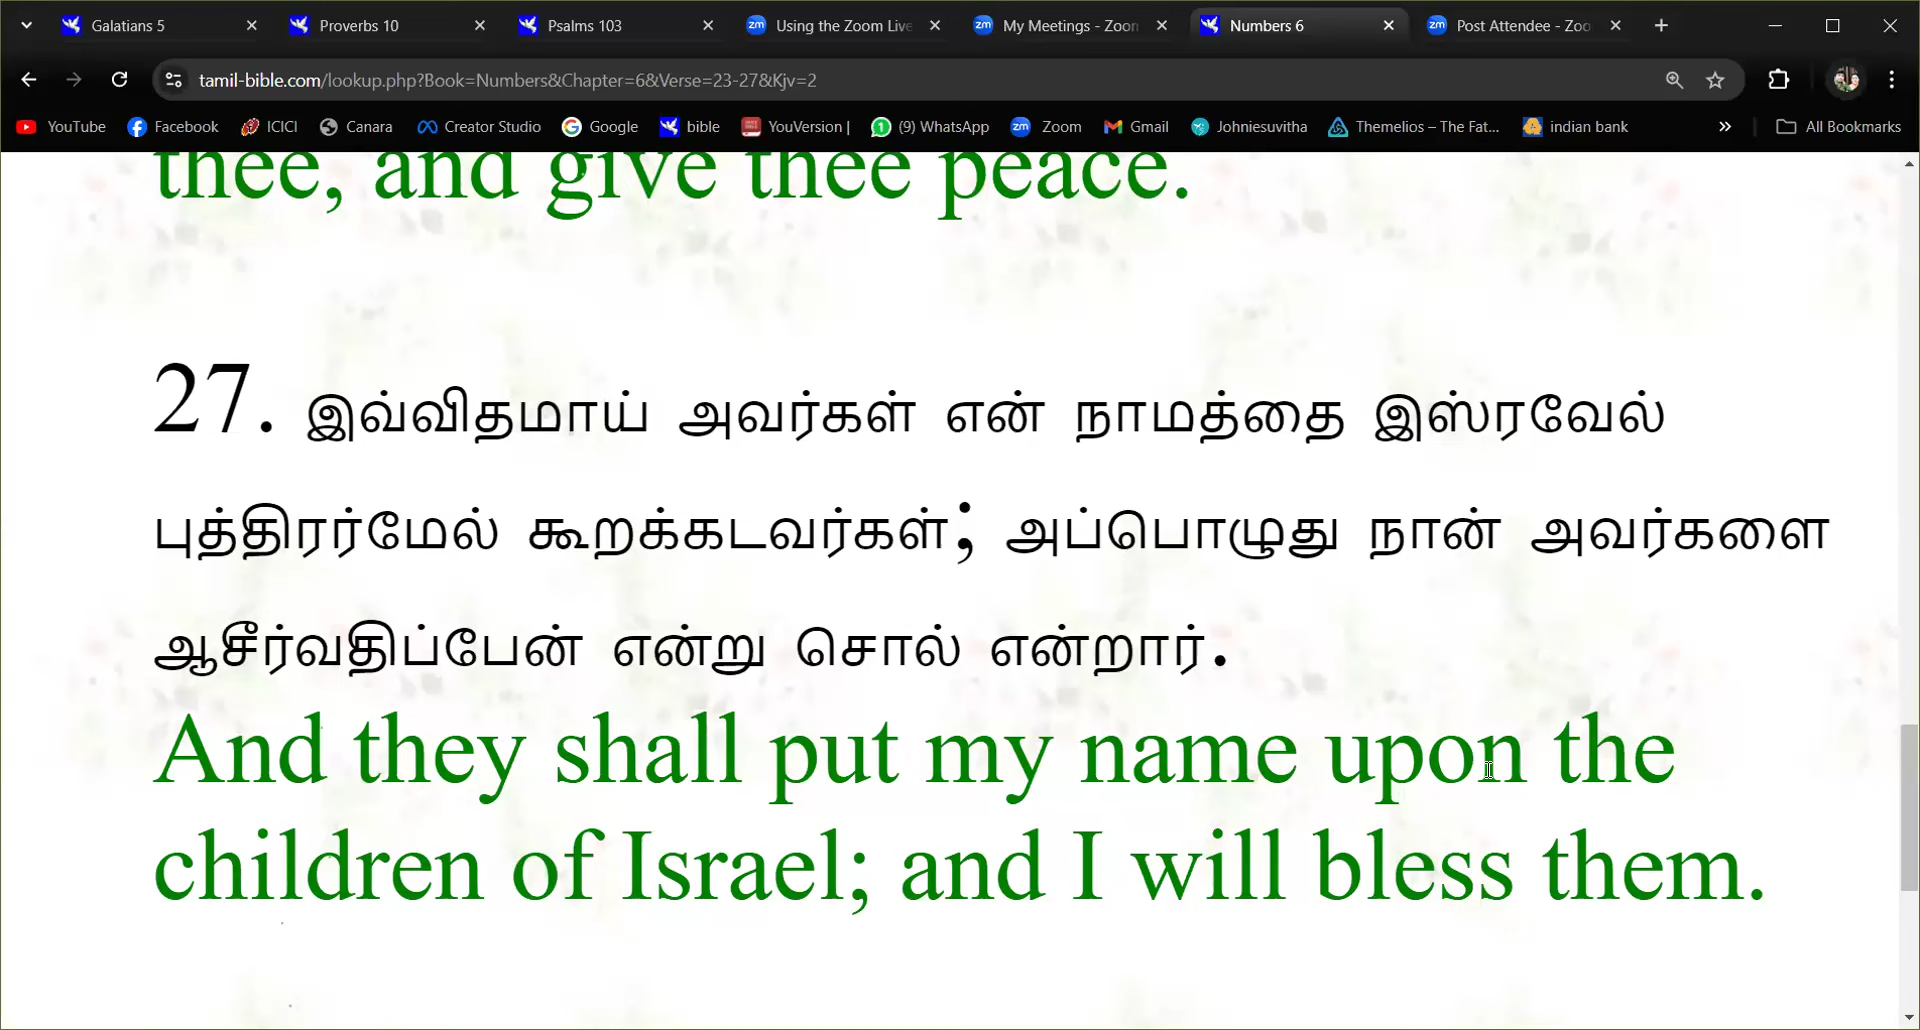 Galatians 5
Proverbs 10
Psalms 103
Using the Zoom Live
My Meetings - Zoom
Numbers 6
Post Attendee - Zoo
tamil-bible.com/lookup.php?Book=Numbers&Chapter=6&Verse=23-27&Kjv=2
YouTube
Facebook
ICICI
Canara
Creator Studio
Google
bible
YouVersion |
(9) WhatsApp
Zoom
Gmail
Johniesuvitha
Themelios – The Fat...
indian bank
All Bookmarks
thee, and give thee peace.
27. இவ்விதமாய் அவர்கள் என் நாமத்தை இஸ்ரவேல்
புத்திரர்மேல் கூறக்கடவர்கள்; அப்பொழுது நான் அவர்களை
ஆசீர்வதிப்பேன் என்று சொல் என்றார்.
And they shall put my name upon the
children of Israel; and I will bless them.